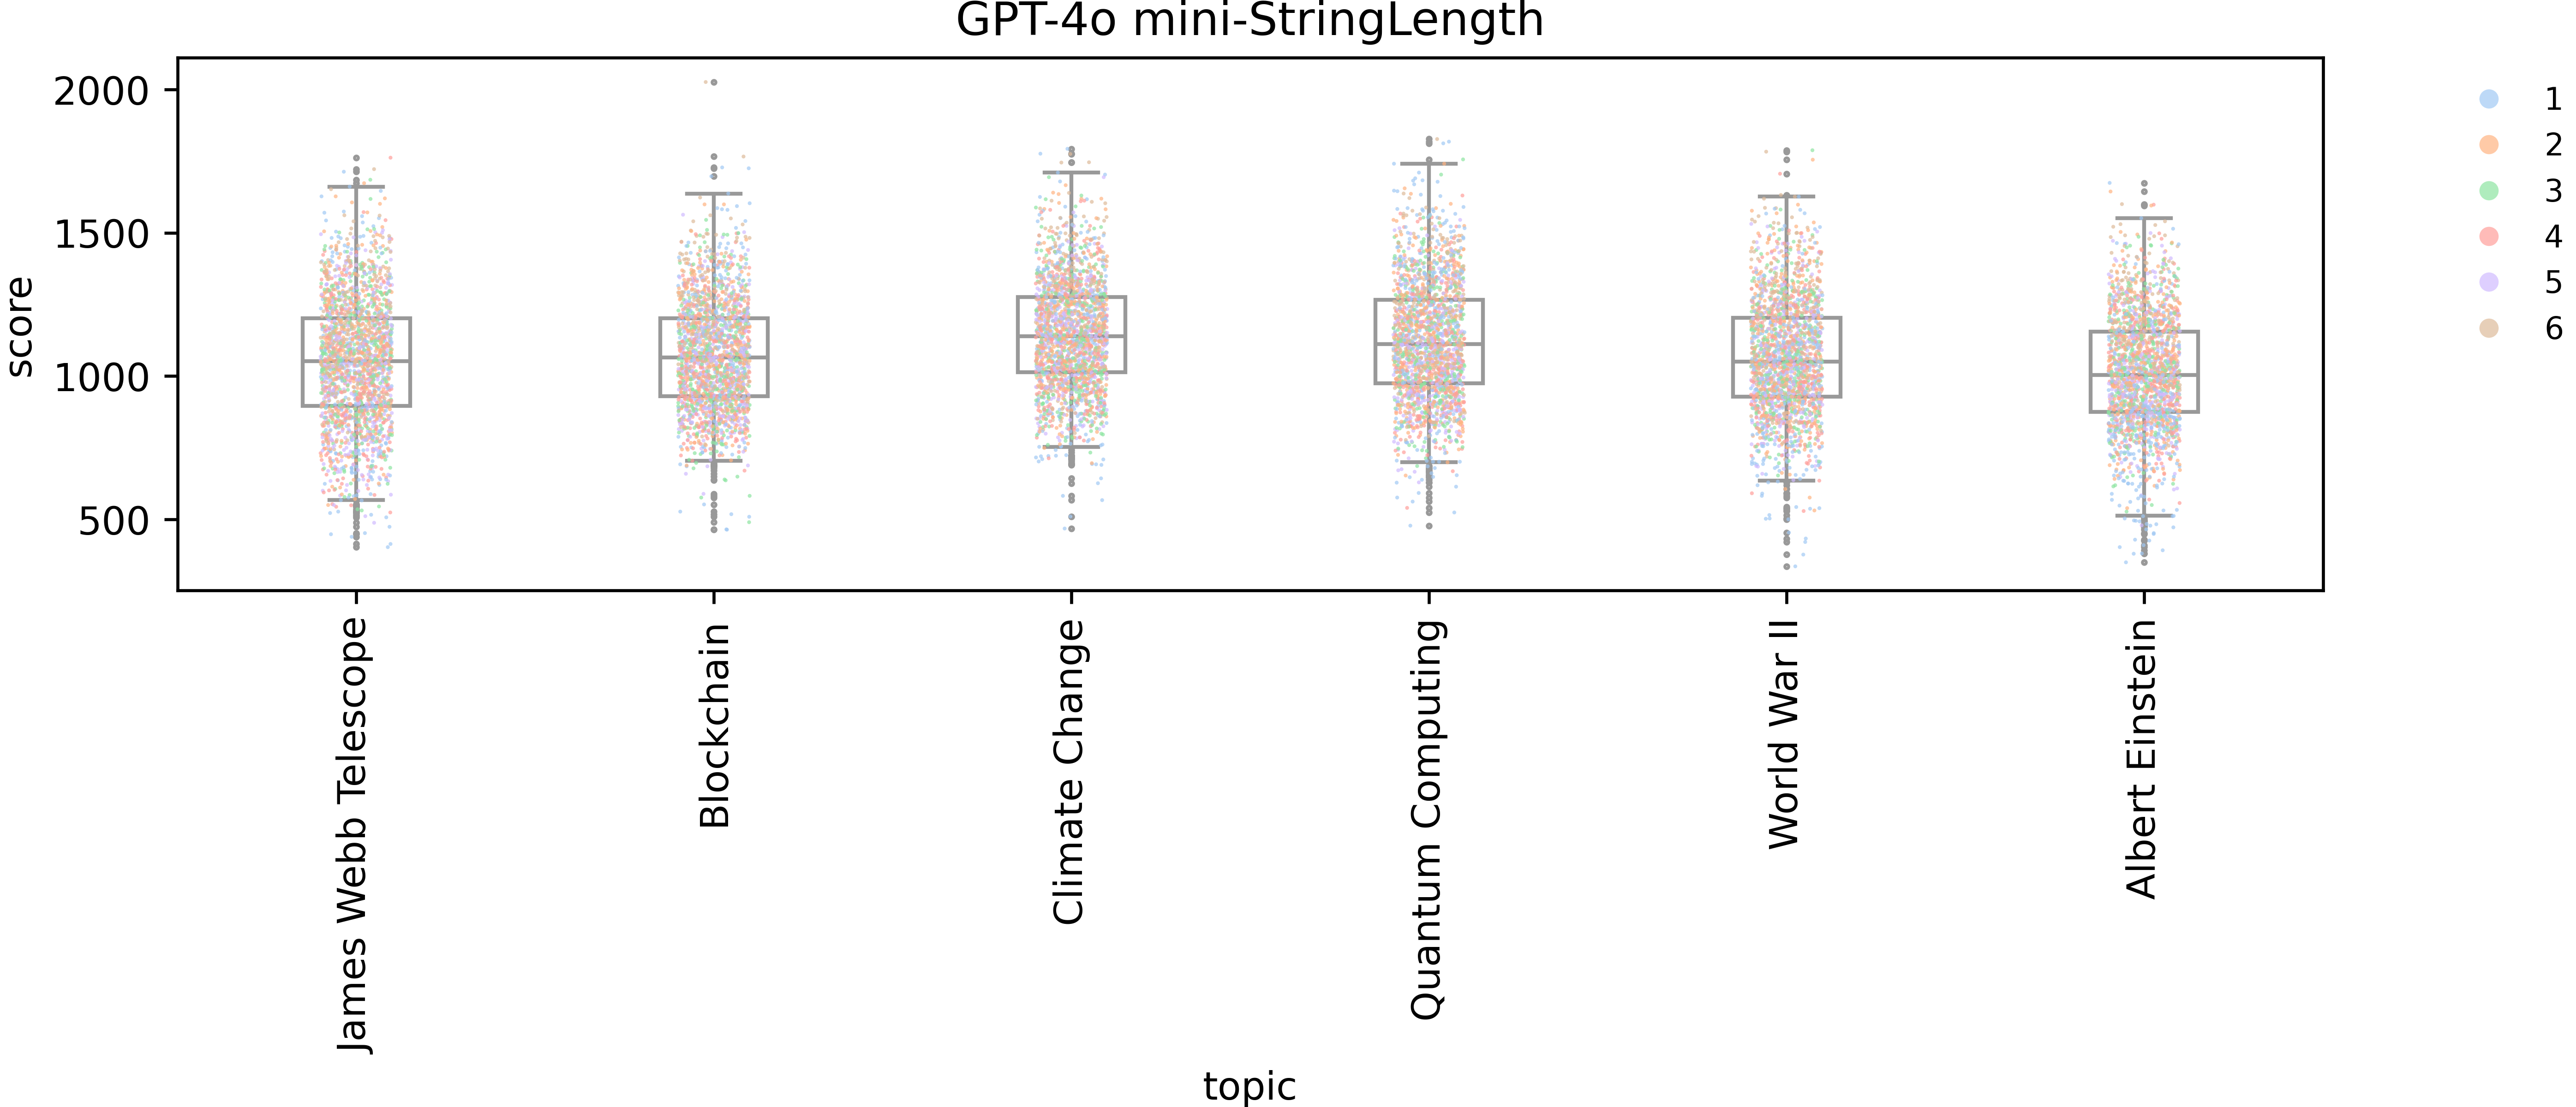 GPT-4o mini-StringLength
score
2000
1500
1000
500
1
2
3
4
5
6
James Webb Telescope
Blockchain
Climate Change
Quantum Computing
World War II
Albert Einstein
topic